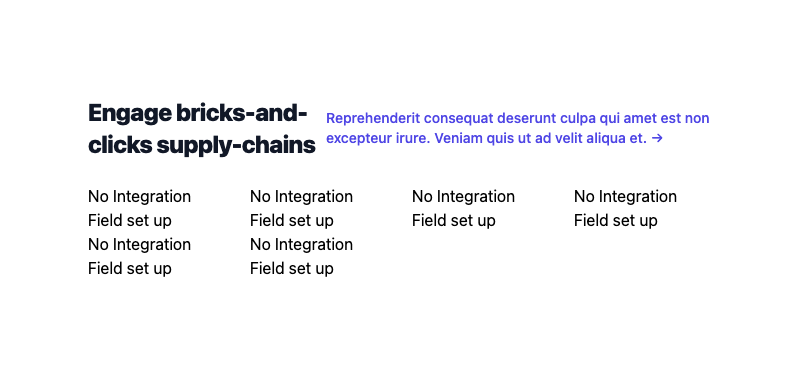 Engage bricks-and-
clicks supply-chains
Reprehenderit consequat deserunt culpa qui amet est non
excepteur irure. Veniam quis ut ad velit aliqua et. →
No Integration
Field set up
No Integration
Field set up
No Integration
Field set up
No Integration
Field set up
No Integration
Field set up
No Integration
Field set up